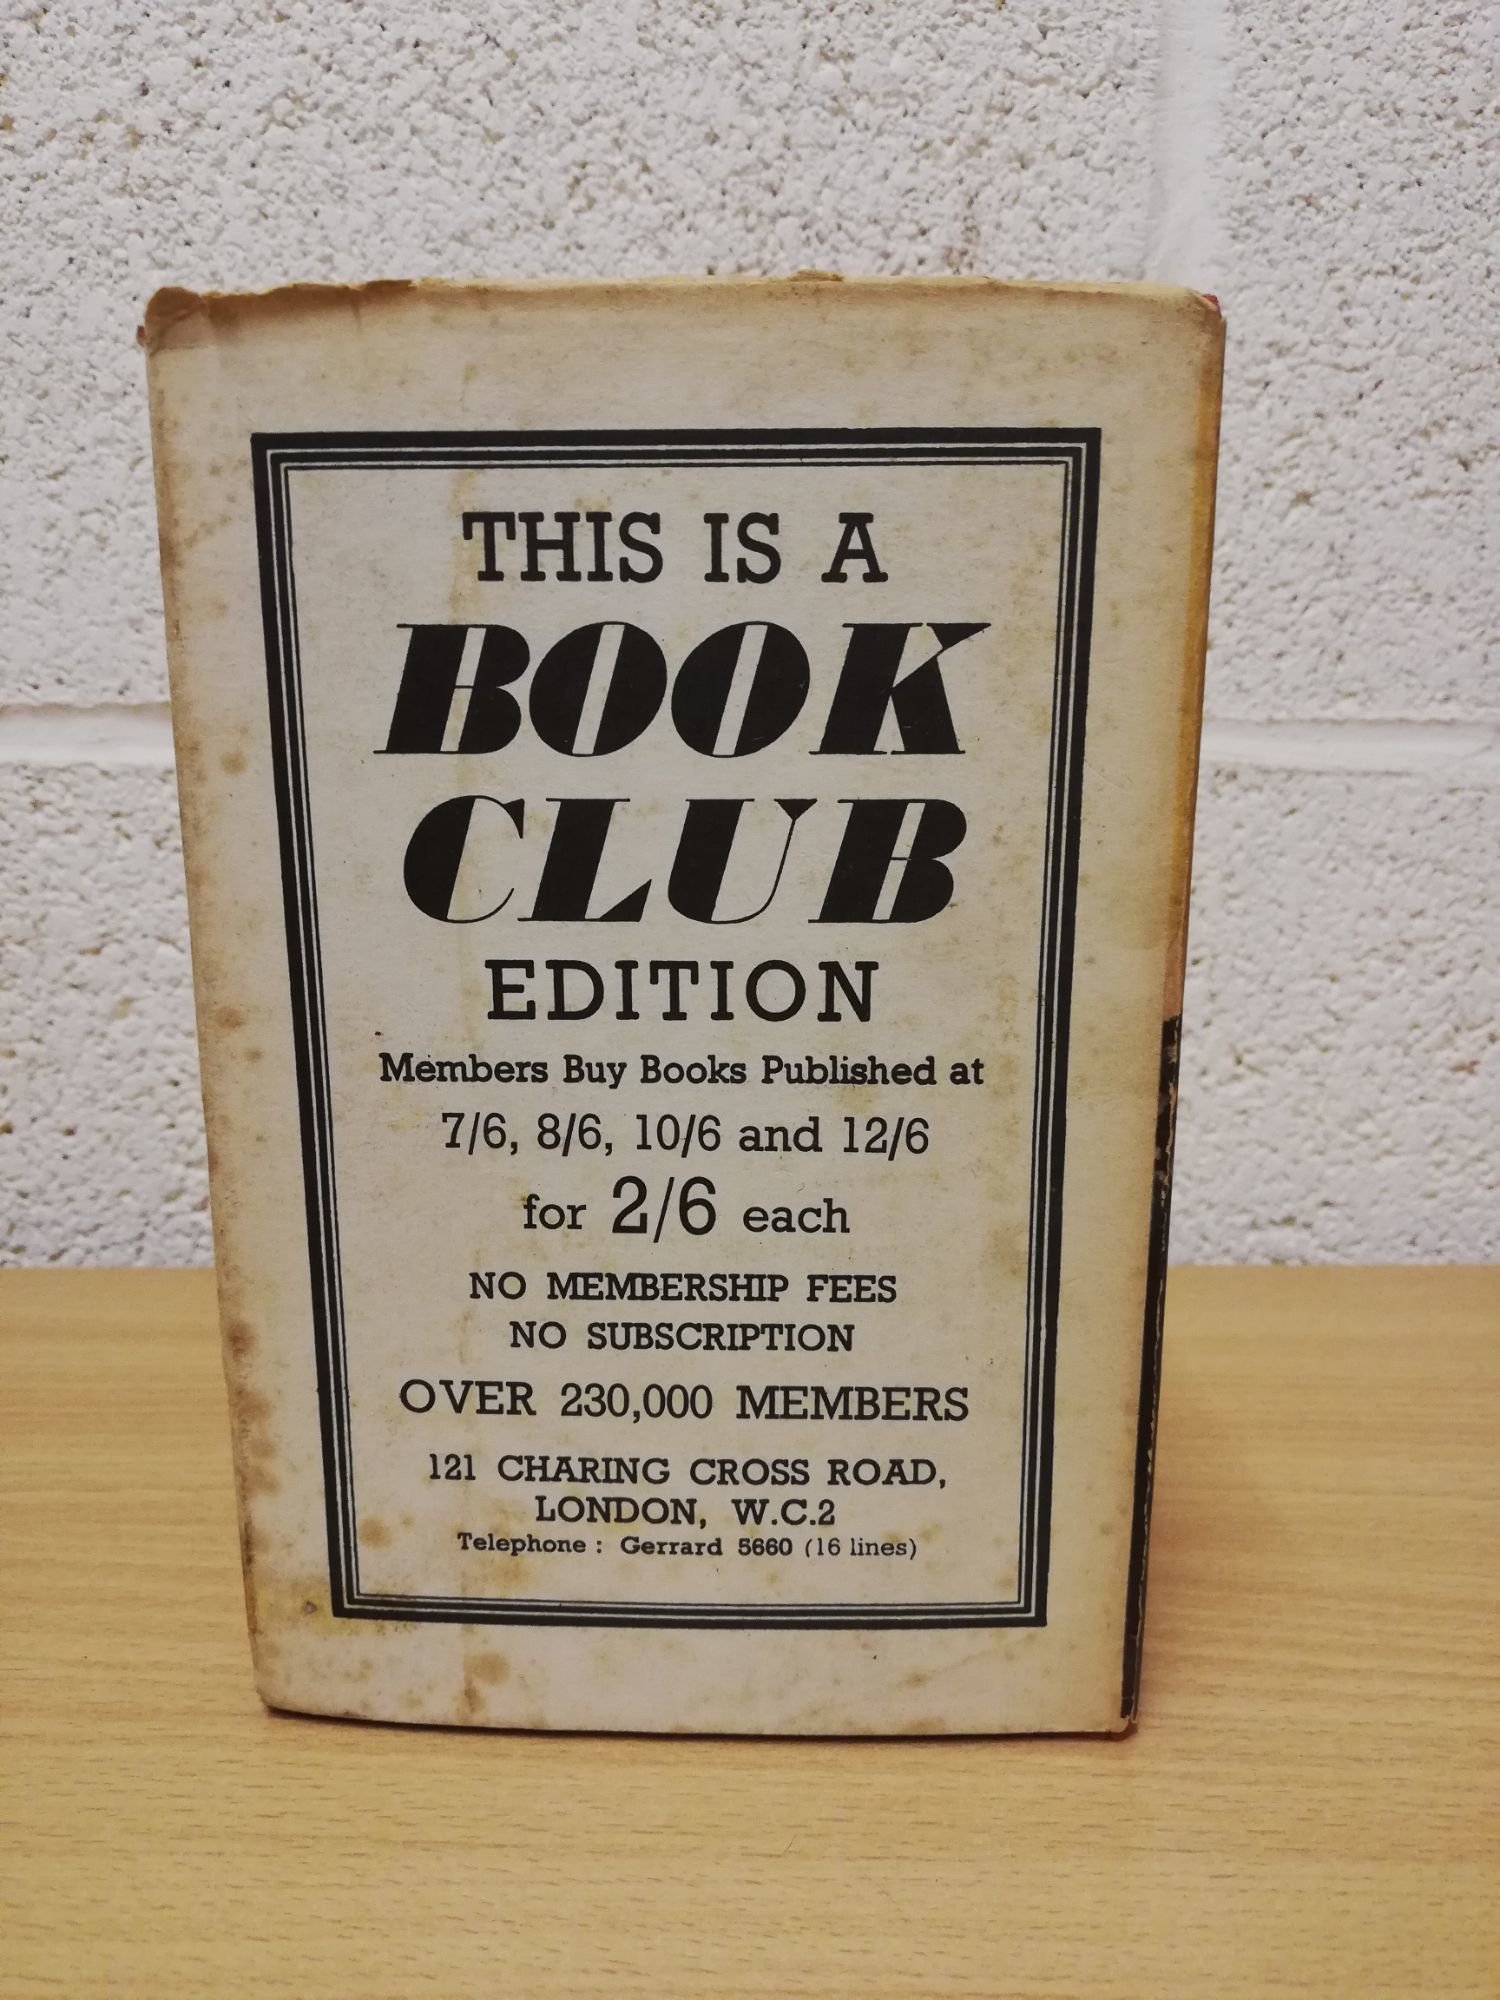 THIS IS A
BOOK
CLUB
EDITION
Members Buy Books Published at
7/6, 8/6, 10/6 and 12/6
for 2/6 each
NO MEMBERSHIP FEES
NO SUBSCRIPTION
OVER 230,000 MEMBERS
121 CHARING CROSS ROAD,
LONDON, W.C.2
Telephone : Gerrard 5660 (16 lines)